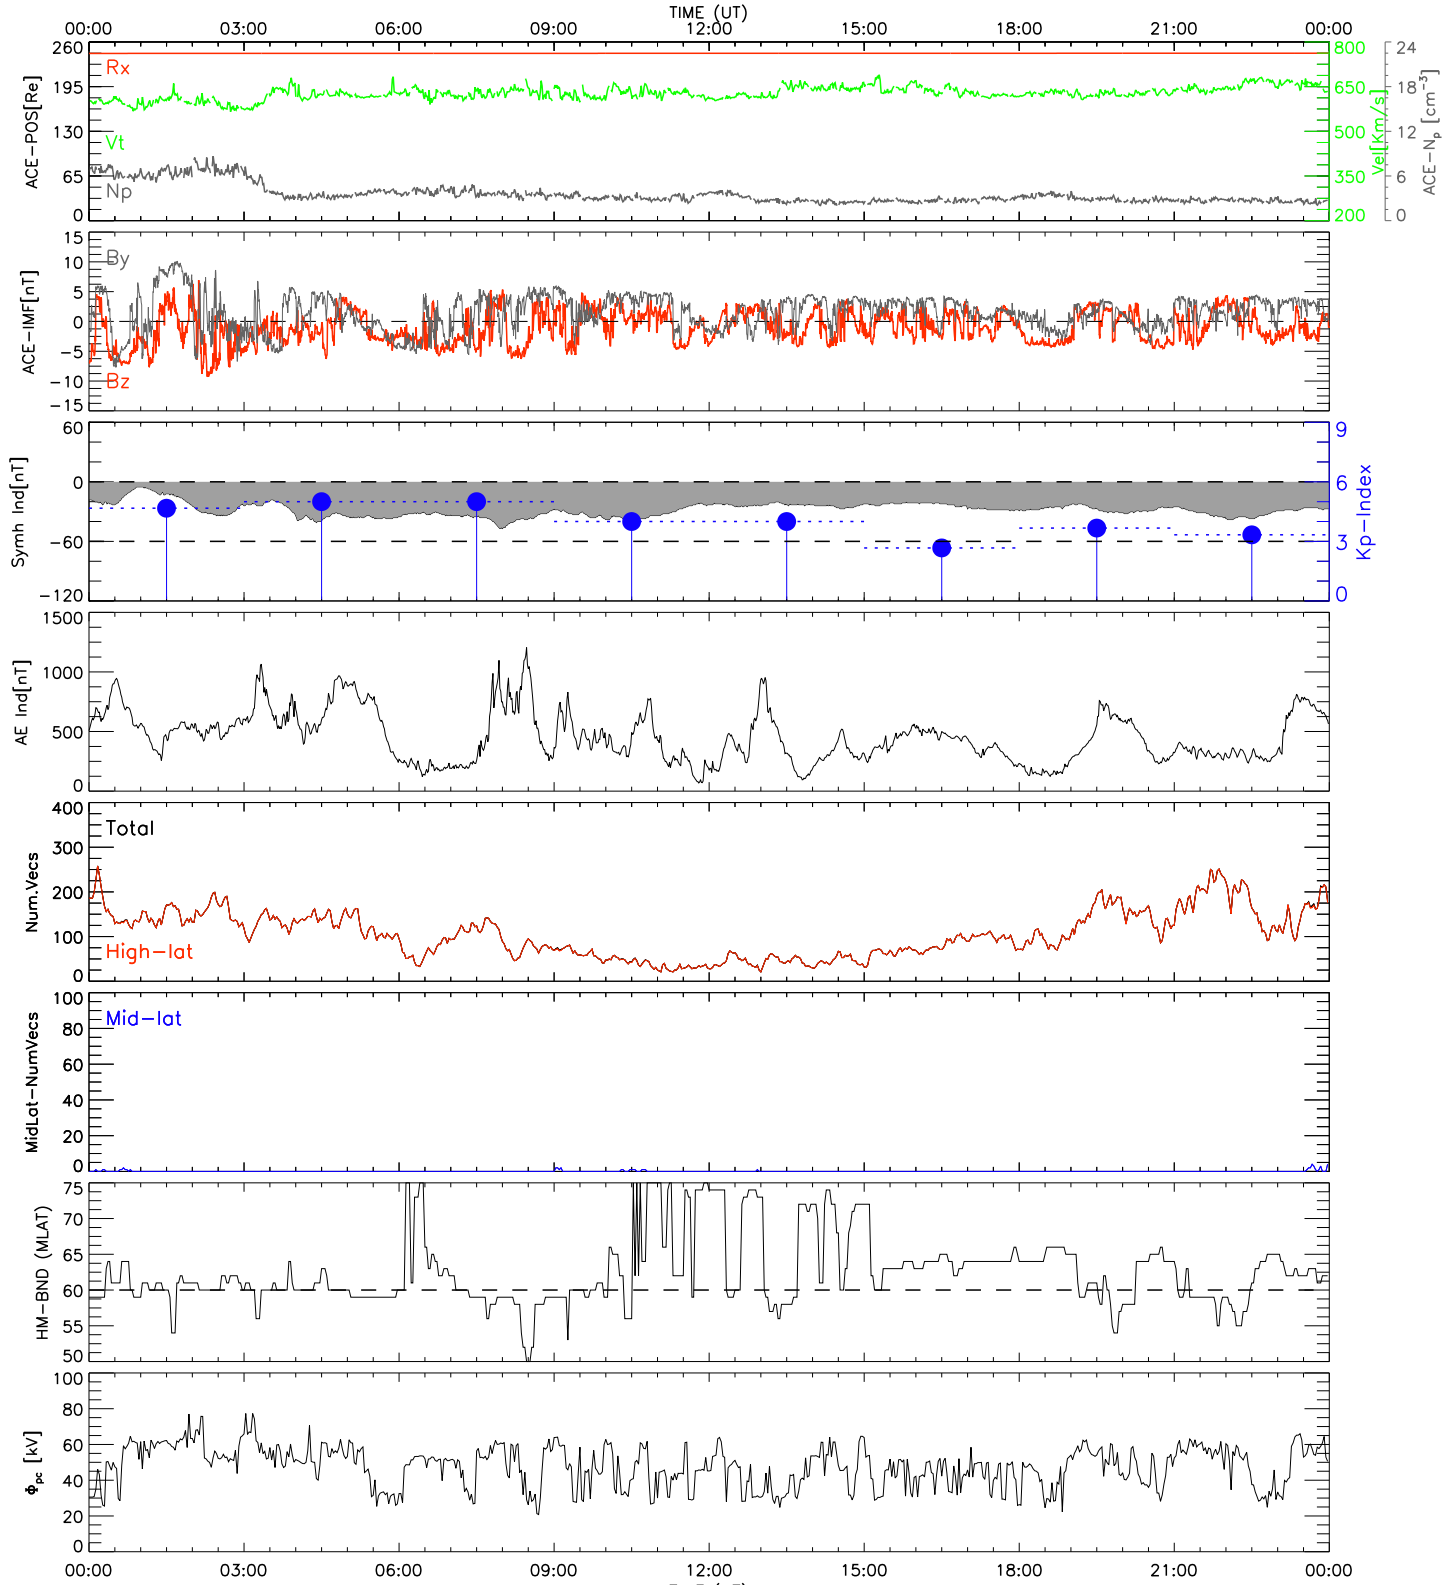 TIME (UT)
00:00 03:00 06:00 09:00 12:00 15:00 18:00 21:00 00:00
260 195 130 65 0
ACE-POS[Re]
Rx
Vt
Np
800 650 500 350 200
Vel[Km/s]
24 18 12 6 0
ACE-Np [cm-3]
15 10 5 0 -5 -10 -15
ACE-IMF[nT]
By
Bz
60 0 -60 -120
Symh Ind[nT]
9 6 3 0
Kp-Index
1500 1000 500 0
AE Ind[nT]
400 300 200 100 0
Num.Vecs
Total
High-lat
100 80 60 40 20 0
MidLat-NumVecs
Mid-lat
75 70 65 60 55 50
HM-BND (MLAT)
100 80 60 40 20 0
Φpc [kV]
00:00 03:00 06:00 09:00 12:00 15:00 18:00 21:00 00:00